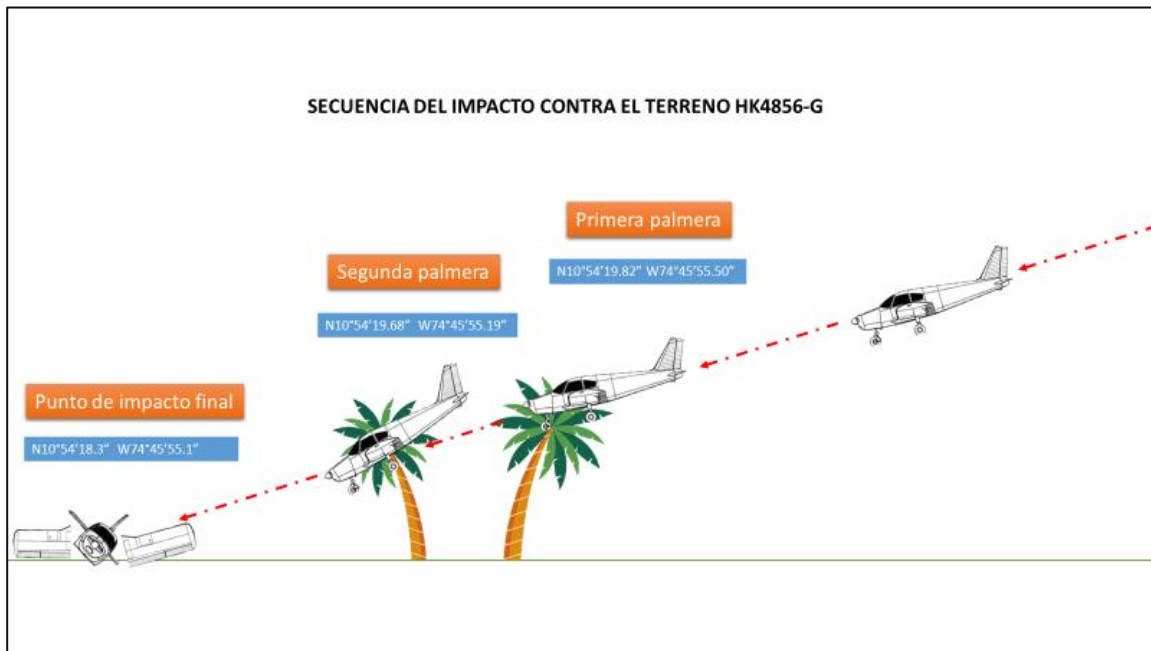 SECUENCIA DEL IMPACTO CONTRA EL TERRENO HK4856-G
Primera palmera
N10°54'19.82” W74°45'55.50”
Segunda palmera
N10°54'19.68” W74°45'55.19”
Punto de impacto final
N10°54'18.3” W74°45'55.1”